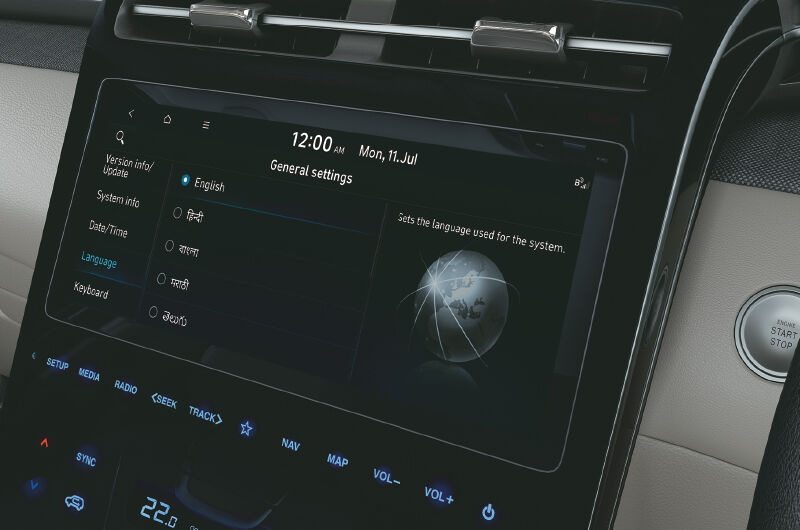 12:00 AM Mon, 11.Jul
General settings
Version info/
Update
System info
Date/Time
Language
Keyboard
English
हिन्दी
বাংলা
मराठी
తెలుగు
Sets the language used for the system.
ENGINE
START
STOP
SETUP
MEDIA
RADIO
<SEEK
TRACK>
NAV
MAP
VOL−
VOL+
SYNC
22.0